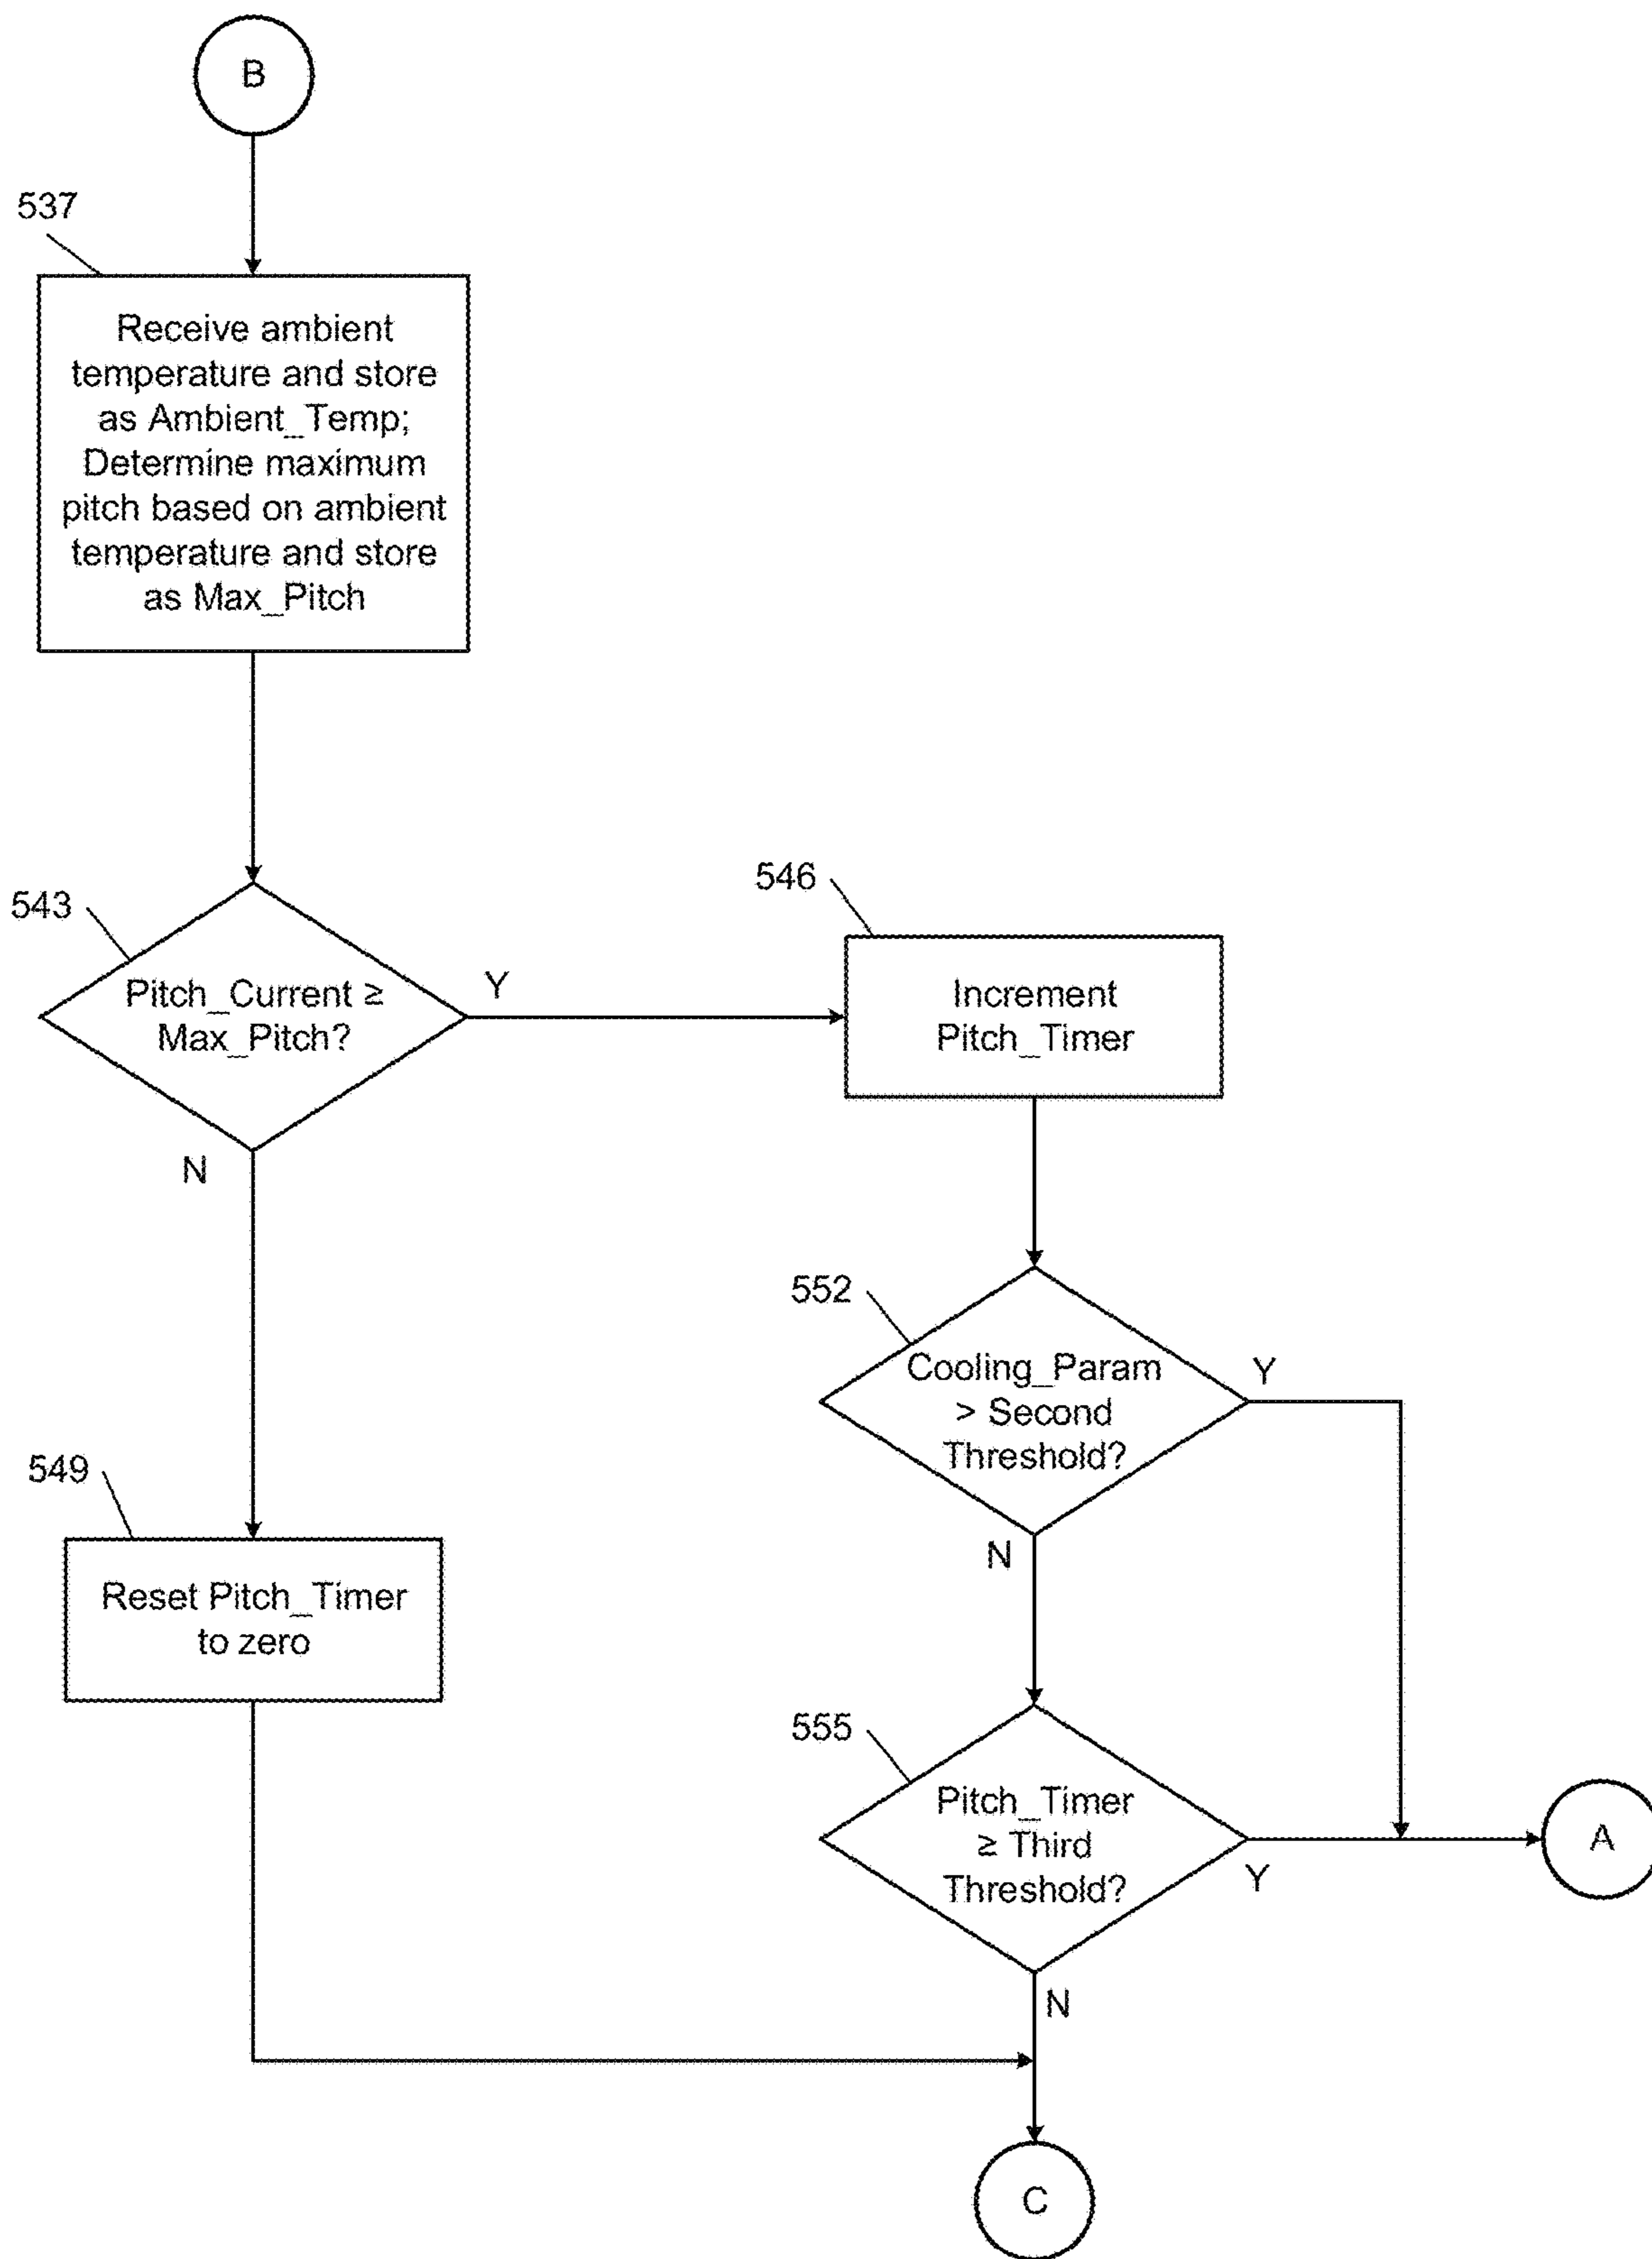 B
537
Receive ambient
temperature and store
as Ambient_Temp;
Determine maximum
pitch based on ambient
temperature and store
as Max_Pitch
543
Pitch_Current ≥
Max_Pitch?
Y
N
546
Increment
Pitch_Timer
552
Cooling_Param
> Second
Threshold?
Y
N
549
Reset Pitch_Timer
to zero
555
Pitch_Timer
≥ Third
Threshold?
Y
N
A
C